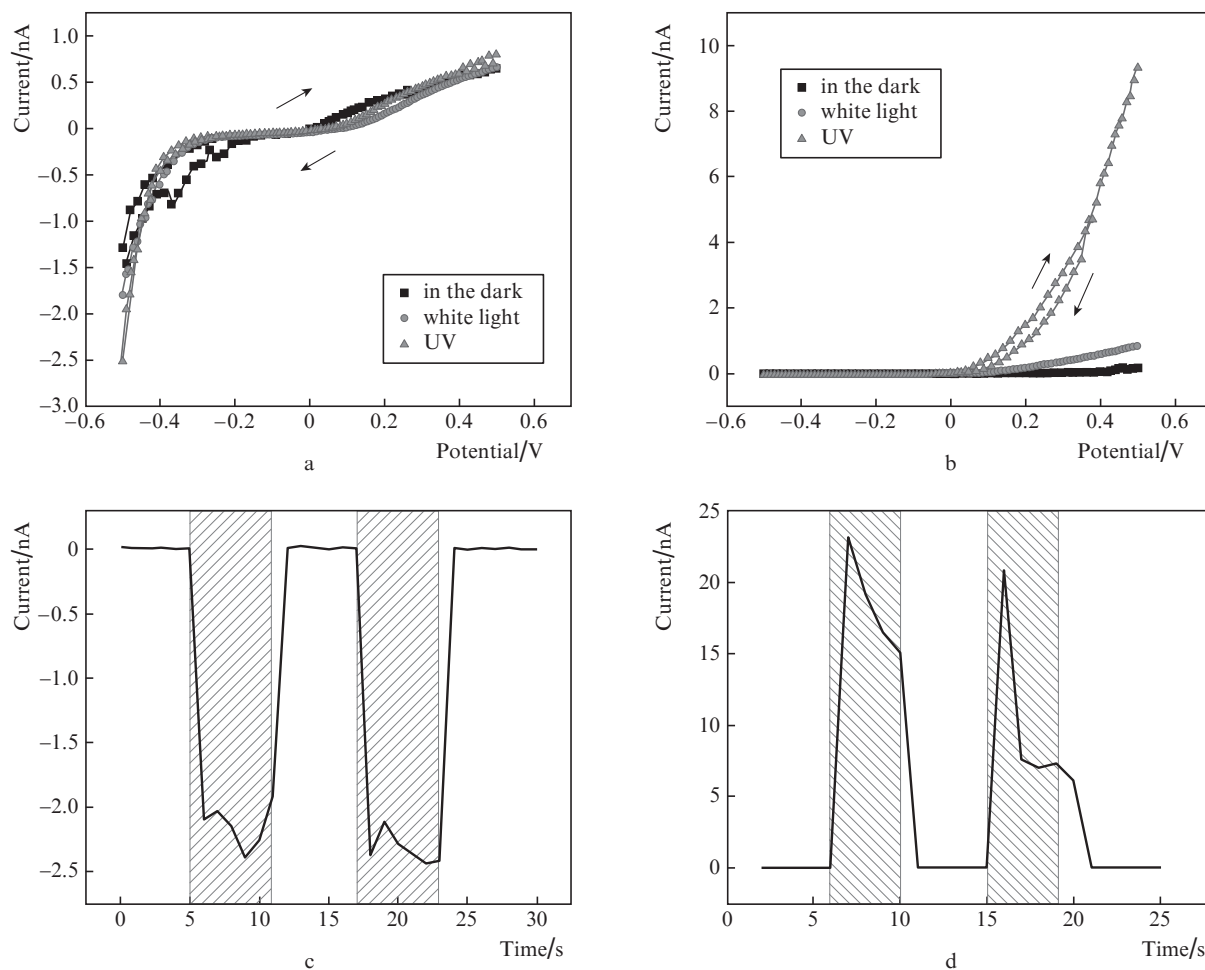 Current/nA
1.0
0.5
0
−0.5
−1.0
−1.5
−2.0
−2.5
−3.0
in the dark
white light
UV
−0.6 −0.4 −0.2 0 0.2 0.4 0.6
Potential/V
a
Current/nA
10
8
6
4
2
0
in the dark
white light
UV
−0.6 −0.4 −0.2 0 0.2 0.4 0.6
Potential/V
b
Current/nA
0
−0.5
−1.0
−1.5
−2.0
−2.5
0 5 10 15 20 25 30
Time/s
c
Current/nA
25
20
15
10
5
0
0 5 10 15 20 25
Time/s
d